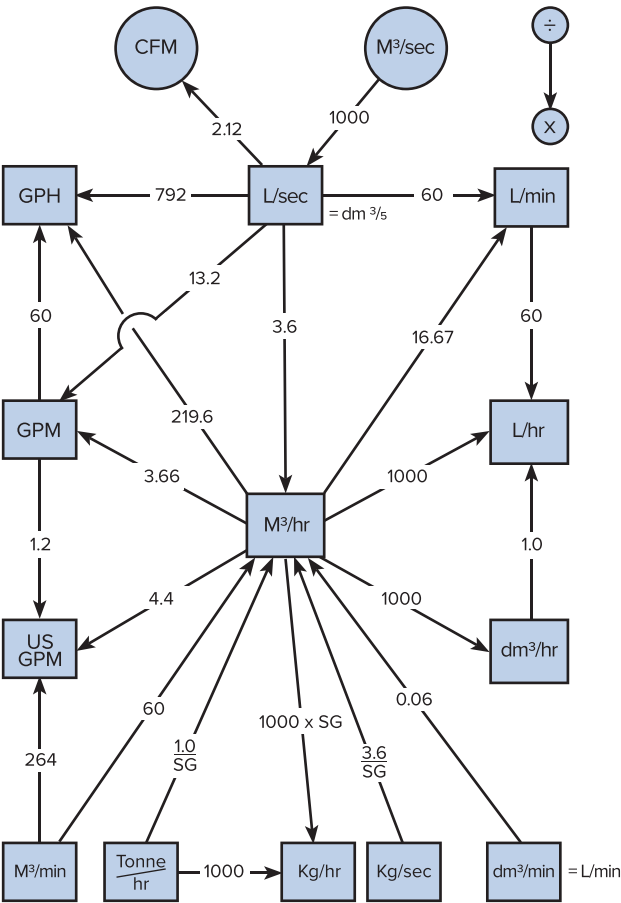 CFM
M³/sec
÷
2.12
1000
X
GPH
792
L/sec
60
L/min
= dm ³/₅
13.2
60
3.6
16.67
60
219.6
GPM
L/hr
3.66
1000
M³/hr
1.2
1.0
4.4
1000
US
GPM
dm³/hr
60
0.06
1000 x SG
264
1.0
SG
3.6
SG
M³/min
Tonne
hr
1000
Kg/hr
Kg/sec
dm³/min
= L/min